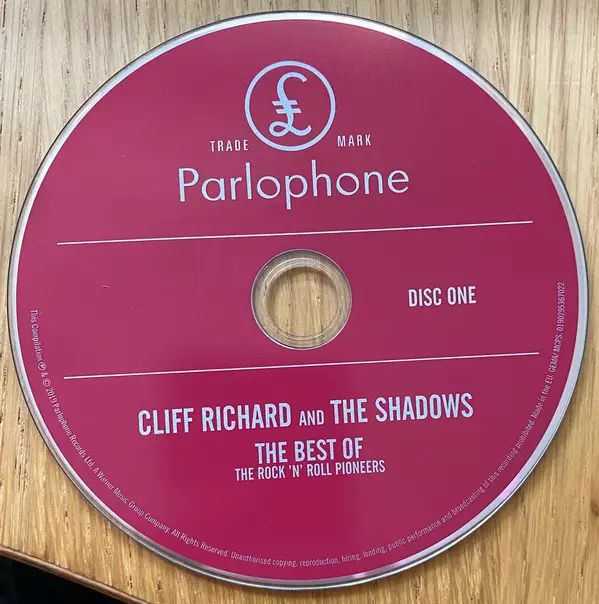 £
TRADE MARK
Parlophone
DISC ONE
CLIFF RICHARD AND THE SHADOWS
THE BEST OF
THE ROCK 'N' ROLL PIONEERS
This Compilation ℗ & © 2019 Parlophone Records Ltd. A Warner Music Group Company. All Rights Reserved. Unauthorised copying, reproduction, hiring, lending, public performance and broadcasting of this recording prohibited. Made in the EU. GEMA/ MCPS. 0190295367022